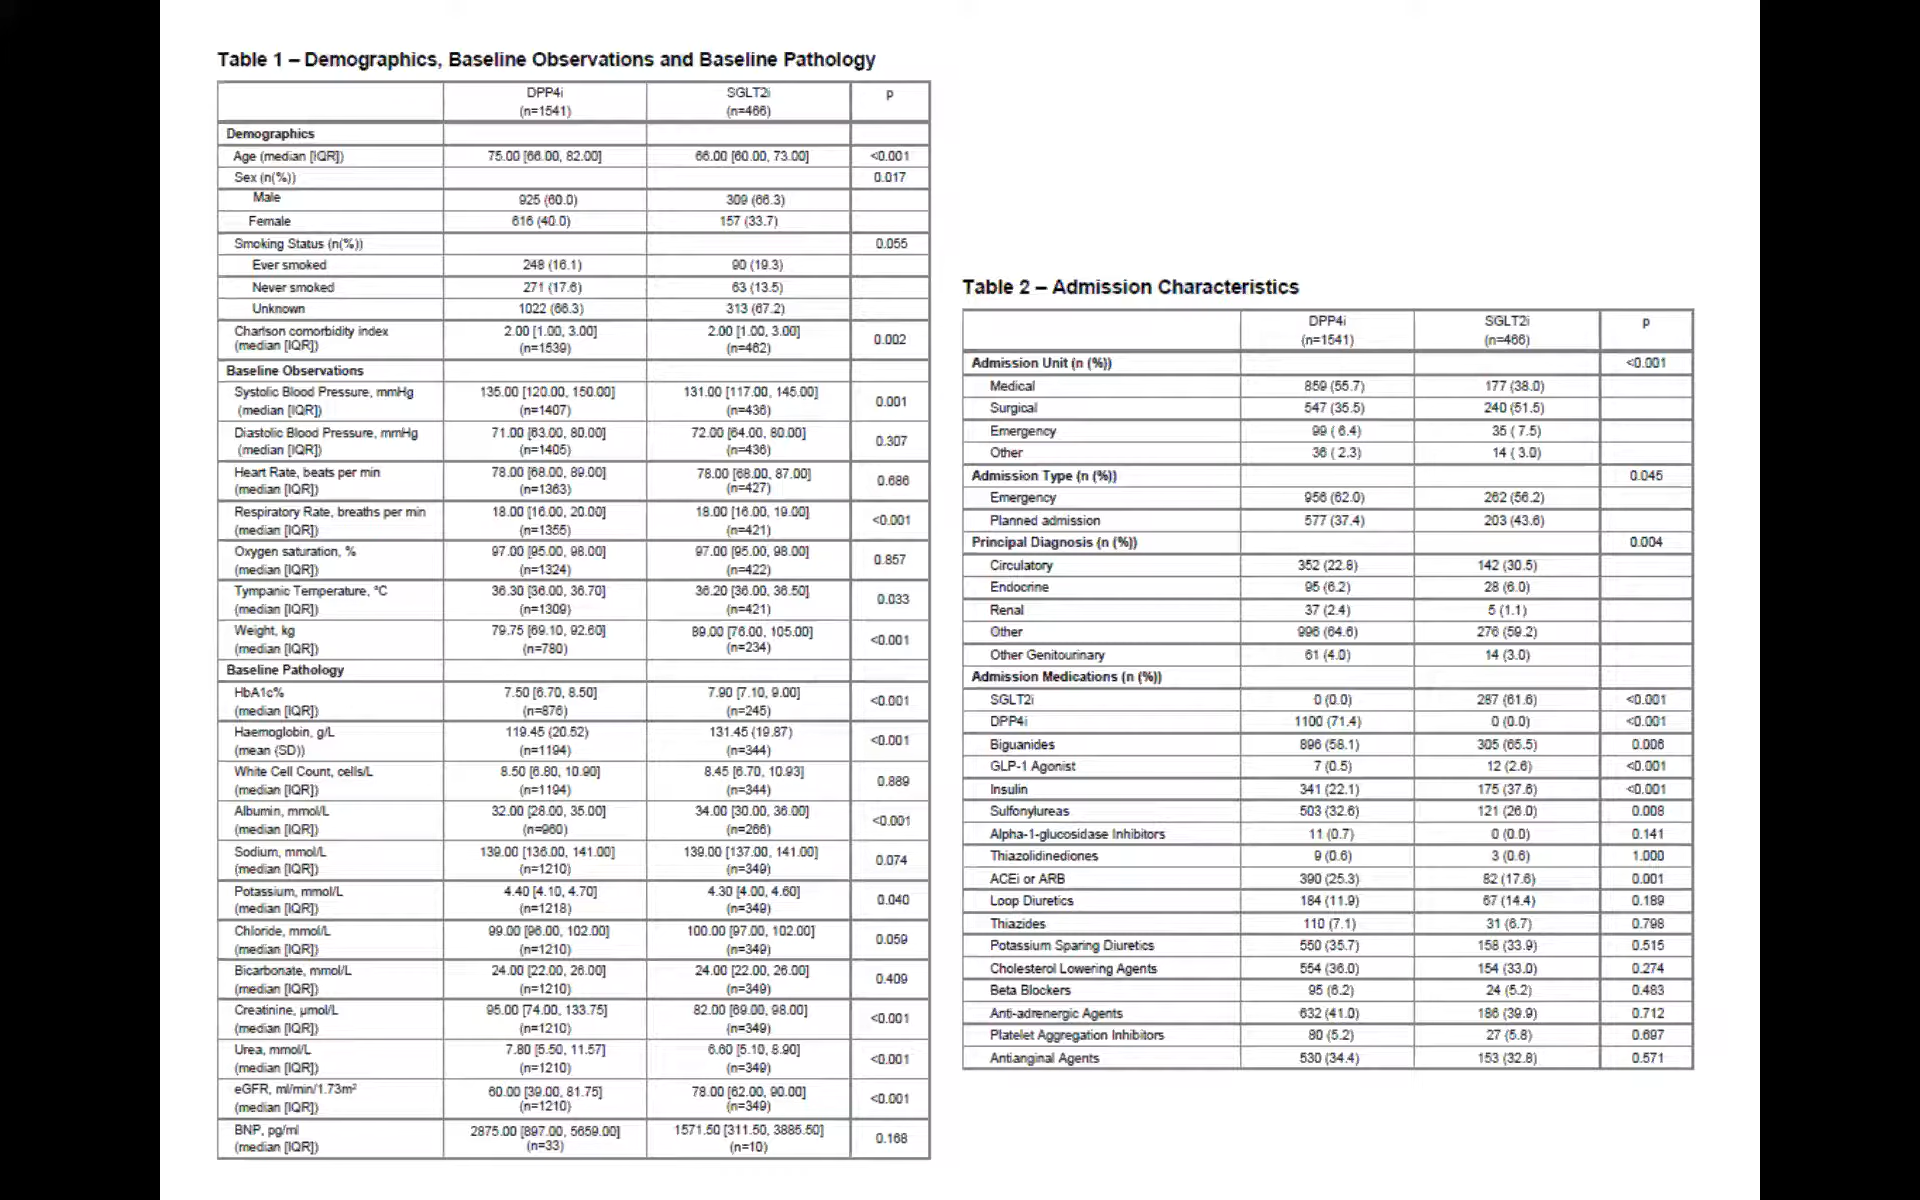 Table 1 – Demographics, Baseline Observations and Baseline Pathology
DPP4i (n=1541) SGLT2i (n=466) p
Demographics
Age (median [IQR]) 75.00 [66.00, 82.00] 66.00 [60.00, 73.00] <0.001
Sex (n(%)) 0.017
Male 925 (60.0) 309 (66.3)
Female 616 (40.0) 157 (33.7)
Smoking Status (n(%)) 0.055
Ever smoked 248 (16.1) 90 (19.3)
Never smoked 271 (17.6) 63 (13.5)
Unknown 1022 (66.3) 313 (67.2)
Charlson comorbidity index (median [IQR]) 2.00 [1.00, 3.00] (n=1539) 2.00 [1.00, 3.00] (n=462) 0.002
Baseline Observations
Systolic Blood Pressure, mmHg (median [IQR]) 135.00 [120.00, 150.00] (n=1407) 131.00 [117.00, 145.00] (n=436) 0.001
Diastolic Blood Pressure, mmHg (median [IQR]) 71.00 [63.00, 80.00] (n=1405) 72.00 [64.00, 80.00] (n=436) 0.307
Heart Rate, beats per min (median [IQR]) 78.00 [68.00, 89.00] (n=1363) 78.00 [68.00, 87.00] (n=427) 0.686
Respiratory Rate, breaths per min (median [IQR]) 18.00 [16.00, 20.00] (n=1355) 18.00 [16.00, 19.00] (n=421) <0.001
Oxygen saturation, % (median [IQR]) 97.00 [95.00, 98.00] (n=1324) 97.00 [95.00, 98.00] (n=422) 0.857
Tympanic Temperature, °C (median [IQR]) 36.30 [36.00, 36.70] (n=1309) 36.20 [36.00, 36.50] (n=421) 0.033
Weight, kg (median [IQR]) 79.75 [69.10, 92.60] (n=780) 89.00 [76.00, 105.00] (n=234) <0.001
Baseline Pathology
HbA1c% (median [IQR]) 7.50 [6.70, 8.50] (n=876) 7.90 [7.10, 9.00] (n=245) <0.001
Haemoglobin, g/L (mean (SD)) 119.45 (20.52) (n=1194) 131.45 (19.87) (n=344) <0.001
White Cell Count, cells/L (median [IQR]) 8.50 [6.80, 10.90] (n=1194) 8.45 [6.70, 10.93] (n=344) 0.889
Albumin, mmol/L (median [IQR]) 32.00 [28.00, 35.00] (n=960) 34.00 [30.00, 36.00] (n=266) <0.001
Sodium, mmol/L (median [IQR]) 139.00 [136.00, 141.00] (n=1210) 139.00 [137.00, 141.00] (n=349) 0.074
Potassium, mmol/L (median [IQR]) 4.40 [4.10, 4.70] (n=1218) 4.30 [4.00, 4.60] (n=349) 0.040
Chloride, mmol/L (median [IQR]) 99.00 [96.00, 102.00] (n=1210) 100.00 [97.00, 102.00] (n=349) 0.059
Bicarbonate, mmol/L (median [IQR]) 24.00 [22.00, 26.00] (n=1210) 24.00 [22.00, 26.00] (n=349) 0.409
Creatinine, µmol/L (median [IQR]) 95.00 [74.00, 133.75] (n=1210) 82.00 [69.00, 98.00] (n=349) <0.001
Urea, mmol/L (median [IQR]) 7.80 [5.50, 11.57] (n=1210) 6.60 [5.10, 8.90] (n=349) <0.001
eGFR, ml/min/1.73m² (median [IQR]) 60.00 [39.00, 81.75] (n=1210) 78.00 [62.00, 90.00] (n=349) <0.001
BNP, pg/ml (median [IQR]) 2875.00 [897.00, 5659.00] (n=33) 1571.50 [311.50, 3885.50] (n=10) 0.168
Table 2 – Admission Characteristics
DPP4i (n=1541) SGLT2i (n=466) p
Admission Unit (n (%)) <0.001
Medical 859 (55.7) 177 (38.0)
Surgical 547 (35.5) 240 (51.5)
Emergency 99 ( 6.4) 35 ( 7.5)
Other 36 ( 2.3) 14 ( 3.0)
Admission Type (n (%)) 0.045
Emergency 956 (62.0) 262 (56.2)
Planned admission 577 (37.4) 203 (43.6)
Principal Diagnosis (n (%)) 0.004
Circulatory 352 (22.8) 142 (30.5)
Endocrine 95 (6.2) 28 (6.0)
Renal 37 (2.4) 5 (1.1)
Other 996 (64.6) 276 (59.2)
Other Genitourinary 61 (4.0) 14 (3.0)
Admission Medications (n (%))
SGLT2i 0 (0.0) 287 (61.6) <0.001
DPP4i 1100 (71.4) 0 (0.0) <0.001
Biguanides 896 (58.1) 305 (65.5) 0.006
GLP-1 Agonist 7 (0.5) 12 (2.6) <0.001
Insulin 341 (22.1) 175 (37.6) <0.001
Sulfonylureas 503 (32.6) 121 (26.0) 0.008
Alpha-1-glucosidase Inhibitors 11 (0.7) 0 (0.0) 0.141
Thiazolidinediones 9 (0.6) 3 (0.6) 1.000
ACEi or ARB 390 (25.3) 82 (17.6) 0.001
Loop Diuretics 184 (11.9) 67 (14.4) 0.189
Thiazides 110 (7.1) 31 (6.7) 0.798
Potassium Sparing Diuretics 550 (35.7) 158 (33.9) 0.515
Cholesterol Lowering Agents 554 (36.0) 154 (33.0) 0.274
Beta Blockers 95 (6.2) 24 (5.2) 0.483
Anti-adrenergic Agents 632 (41.0) 186 (39.9) 0.712
Platelet Aggregation Inhibitors 80 (5.2) 27 (5.8) 0.697
Antianginal Agents 530 (34.4) 153 (32.8) 0.571